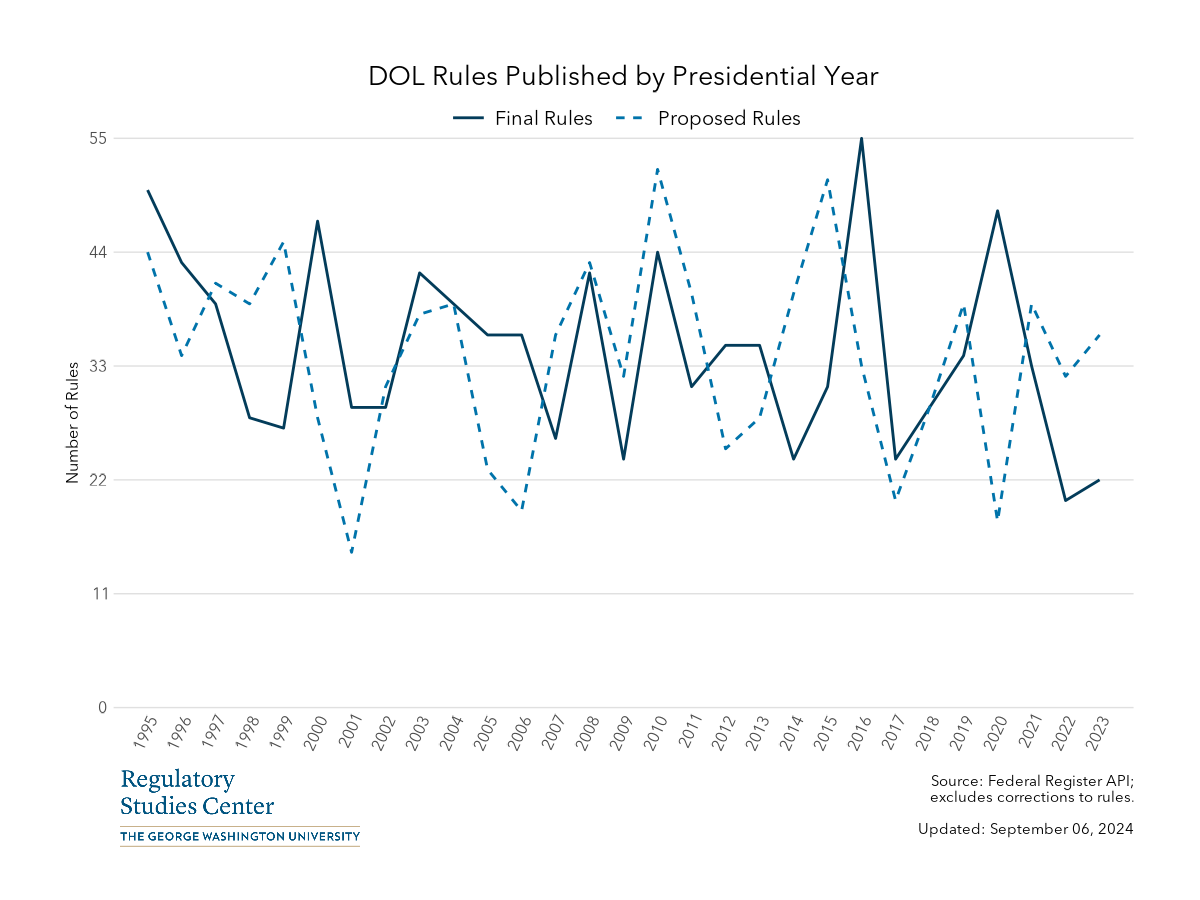 DOL Rules Published by Presidential Year
Final Rules Proposed Rules
55
44
33
22
11
0
Number of Rules
1995 1996 1997 1998 1999 2000 2001 2002 2003 2004 2005 2006 2007 2008 2009 2010 2011 2012 2013 2014 2015 2016 2017 2018 2019 2020 2021 2022 2023
Regulatory
Studies Center
THE GEORGE WASHINGTON UNIVERSITY
Source: Federal Register API;
excludes corrections to rules.
Updated: September 06, 2024